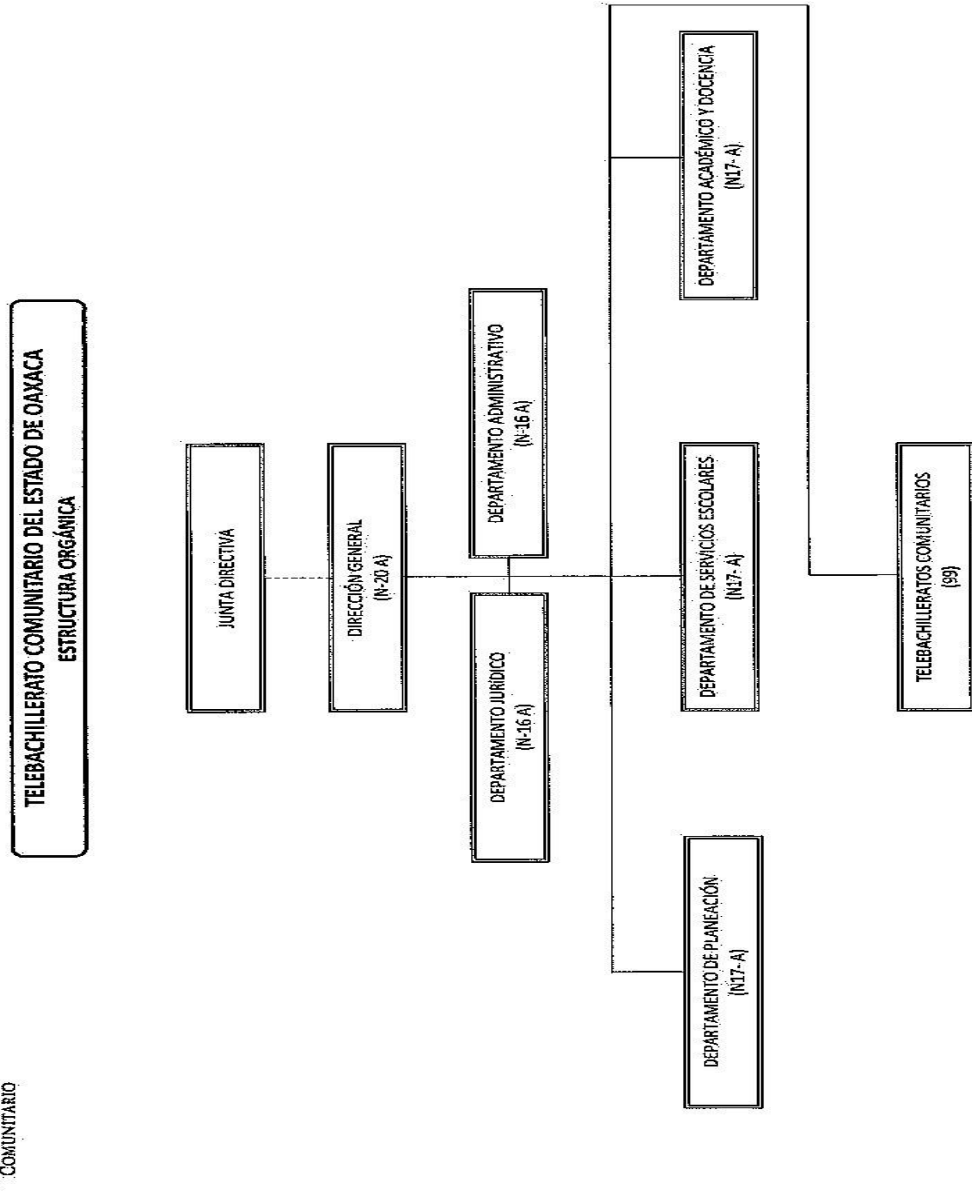 COMUNITARIO
TELEBACHILLERATO COMUNITARIO DEL ESTADO DE OAXACA
ESTRUCTURA ORGÁNICA
JUNTA DIRECTIVA
DIRECCIÓN GENERAL
(N-20 A)
DEPARTAMENTO JURÍDICO
(N-16 A)
DEPARTAMENTO ADMINISTRATIVO
(N-16 A)
DEPARTAMENTO DE PLANEACIÓN
(N17- A)
DEPARTAMENTO DE SERVICIOS ESCOLARES
(N17- A)
DEPARTAMENTO ACADÉMICO Y DOCENCIA
(N17- A)
TELEBACHILLERATOS COMUNITARIOS
(99)